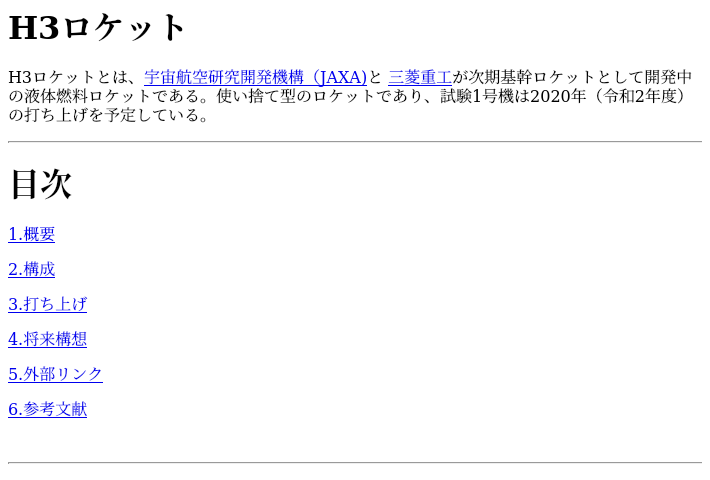 H3ロケット
H3ロケットとは、宇宙航空研究開発機構（JAXA)と 三菱重工が次期基幹ロケットとして開発中
の液体燃料ロケットである。使い捨て型のロケットであり、試験1号機は2020年（令和2年度）
の打ち上げを予定している。
目次
1.概要
2.構成
3.打ち上げ
4.将来構想
5.外部リンク
6.参考文献